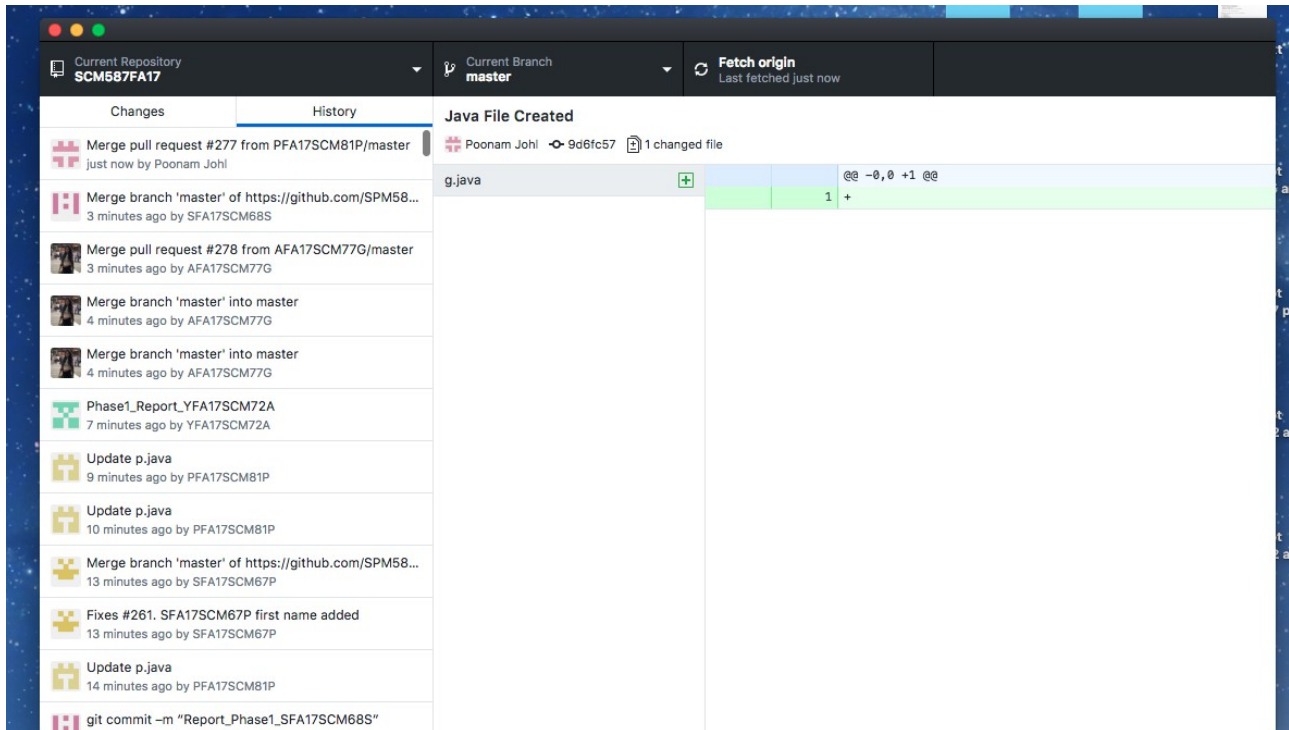 Current Repository
SCM587FA17
Current Branch
master
Fetch origin
Last fetched just now
Changes
History
Merge pull request #277 from PFA17SCM81P/master
just now by Poonam Johl
Merge branch 'master' of https://github.com/SPM58...
3 minutes ago by SFA17SCM68S
Merge pull request #278 from AFA17SCM77G/master
3 minutes ago by AFA17SCM77G
Merge branch 'master' into master
4 minutes ago by AFA17SCM77G
Merge branch 'master' into master
4 minutes ago by AFA17SCM77G
Phase1_Report_YFA17SCM72A
7 minutes ago by YFA17SCM72A
Update p.java
9 minutes ago by PFA17SCM81P
Update p.java
10 minutes ago by PFA17SCM81P
Merge branch 'master' of https://github.com/SPM58...
13 minutes ago by SFA17SCM67P
Fixes #261. SFA17SCM67P first name added
13 minutes ago by SFA17SCM67P
Update p.java
14 minutes ago by PFA17SCM81P
git commit –m “Report_Phase1_SFA17SCM68S”
Java File Created
Poonam Johl 9d6fc57 1 changed file
g.java
@@ -0,0 +1 @@
1 +